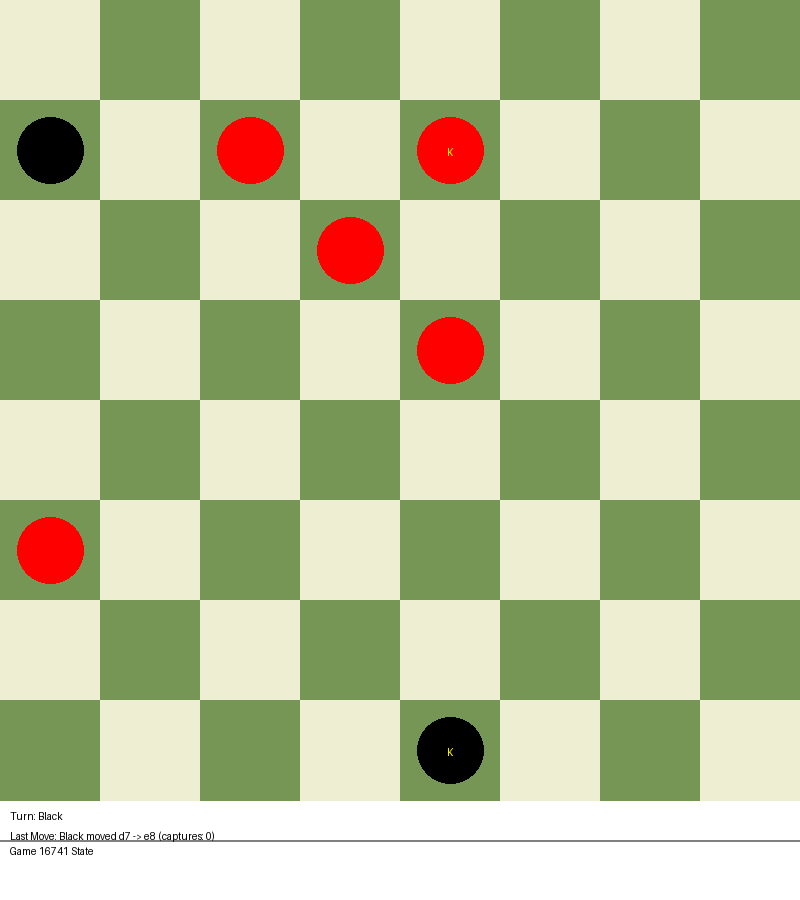 K
K
Turn: Black
Last Move: Black moved d7 -> e8 (captures: 0)
Game 16741 State